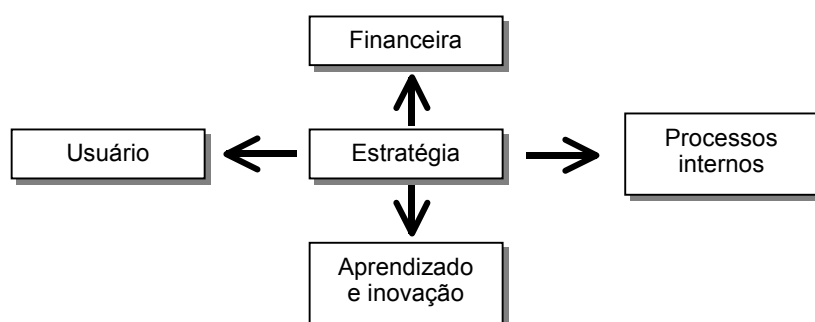 Financeira
Usuário
Estratégia
Processos
internos
Aprendizado
e inovação